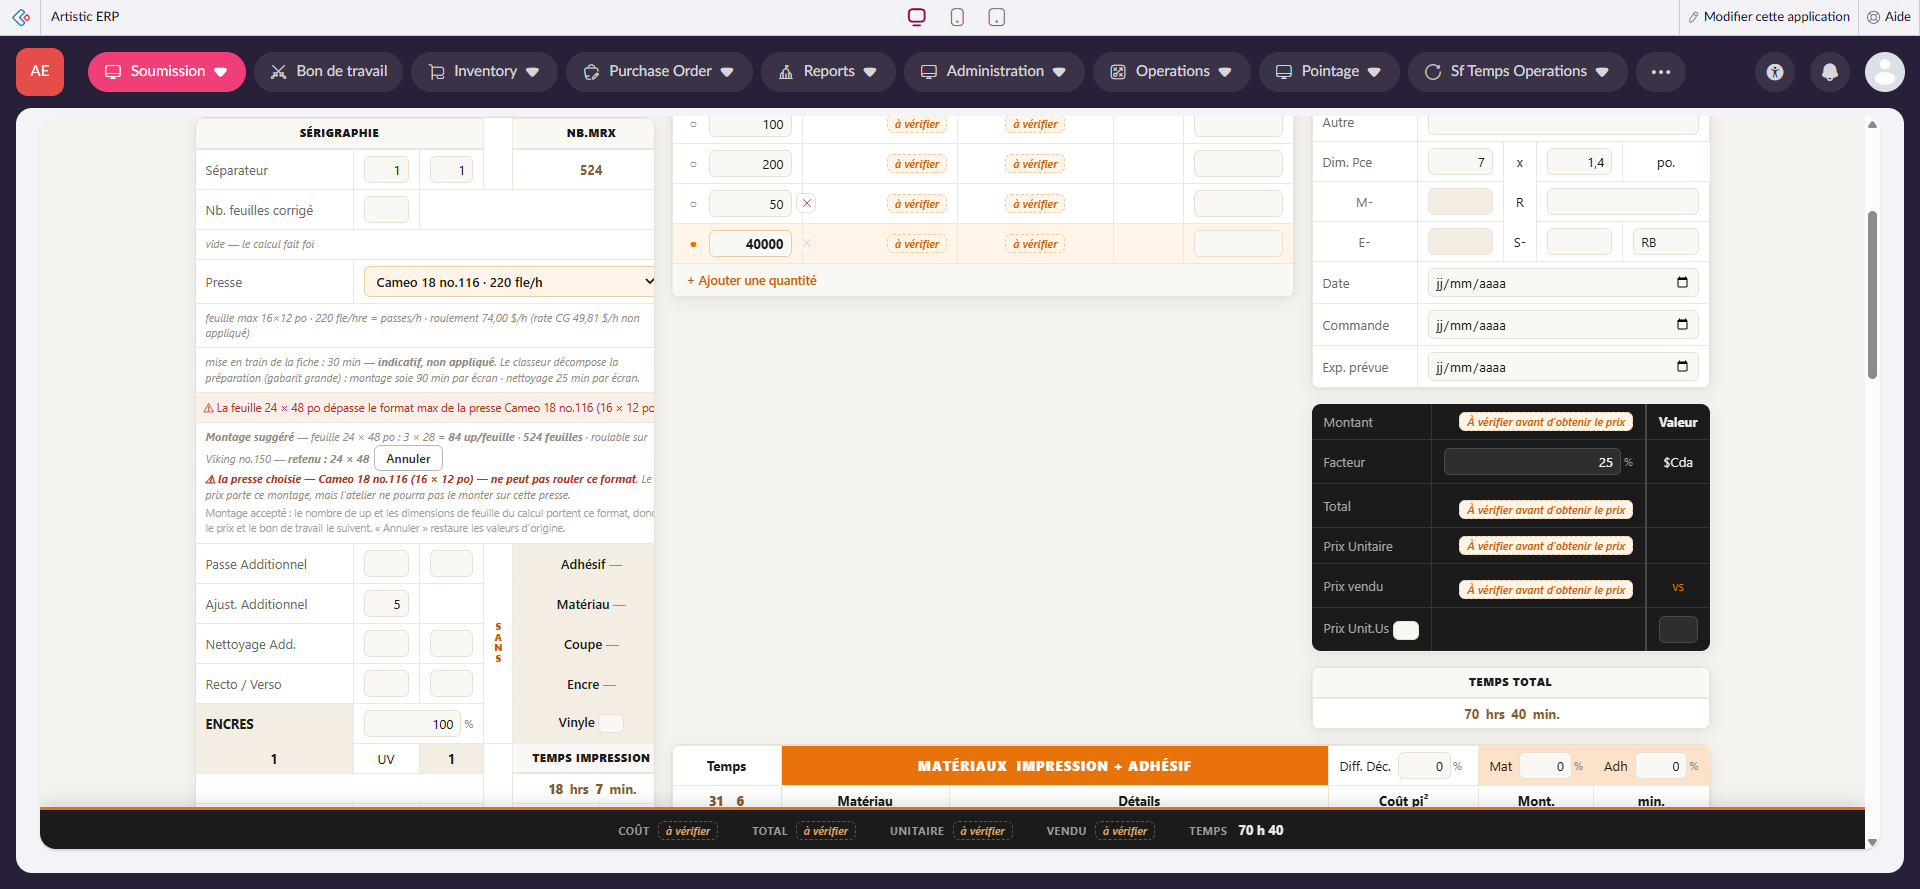 Artistic ERP
Modifier cette application
Aide
AE
Soumission
Bon de travail
Inventory
Purchase Order
Reports
Administration
Operations
Pointage
Sf Temps Operations
SÉRIGRAPHIE
NB.MRX
Séparateur 1 1 524
Nb. feuilles corrigé
vide — le calcul fait foi
Presse Cameo 18 no.116 · 220 fle/h
feuille max 16×12 po · 220 fle/hre = passes/h · roulement 74,00 $/h (rate CG 49,81 $/h non
appliqué)
mise en train de la fiche : 30 min — indicatif, non appliqué. Le classeur décompose la
préparation (gabarit grande) : montage soie 90 min par écran · nettoyage 25 min par écran.
⚠ La feuille 24 × 48 po dépasse le format max de la presse Cameo 18 no.116 (16 × 12 po
Montage suggéré — feuille 24 × 48 po : 3 × 28 = 84 up/feuille · 524 feuilles · roulable sur
Viking no.150 — retenu : 24 × 48 Annuler
⚠ la presse choisie — Cameo 18 no.116 (16 × 12 po) — ne peut pas rouler ce format. Le
prix porte ce montage, mais l'atelier ne pourra pas le monter sur cette presse.
Montage accepté : le nombre de up et les dimensions de feuille du calcul portent ce format, donc
le prix et le bon de travail le suivent. « Annuler » restaure les valeurs d'origine.
Passe Additionnel
Adhésif —
Ajust. Additionnel 5
Matériau —
Nettoyage Add.
SANS
Coupe —
Recto / Verso
Encre —
ENCRES 100 %
Vinyle
1 UV 1
TEMPS IMPRESSION
18 hrs 7 min.
100 à vérifier à vérifier
200 à vérifier à vérifier
50 à vérifier à vérifier
40000 à vérifier à vérifier
+ Ajouter une quantité
Autre
Dim. Pce 7 x 1,4 po.
M- R
E- S- RB
Date jj/mm/aaaa
Commande jj/mm/aaaa
Exp. prévue jj/mm/aaaa
Montant À vérifier avant d'obtenir le prix Valeur
Facteur 25 % $Cda
Total À vérifier avant d'obtenir le prix
Prix Unitaire À vérifier avant d'obtenir le prix
Prix vendu À vérifier avant d'obtenir le prix vs
Prix Unit.Us
TEMPS TOTAL
70 hrs 40 min.
Temps MATÉRIAUX IMPRESSION + ADHÉSIF Diff. Déc. 0 % Mat 0 % Adh 0 %
31 6 Matériau Détails Coût pi² Mont. min.
COÛT à vérifier TOTAL à vérifier UNITAIRE à vérifier VENDU à vérifier TEMPS 70 h 40